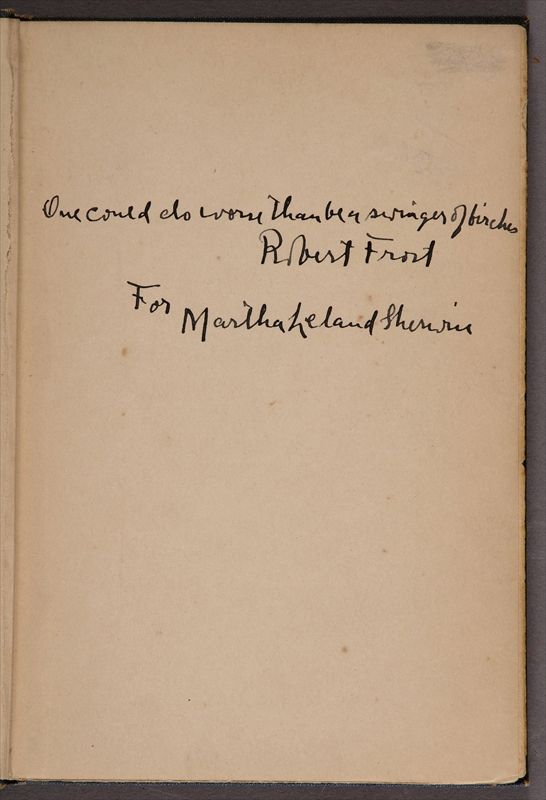 One could do worse than be a swinger of birches
Robert Frost
For
Martha Leland Sherwin